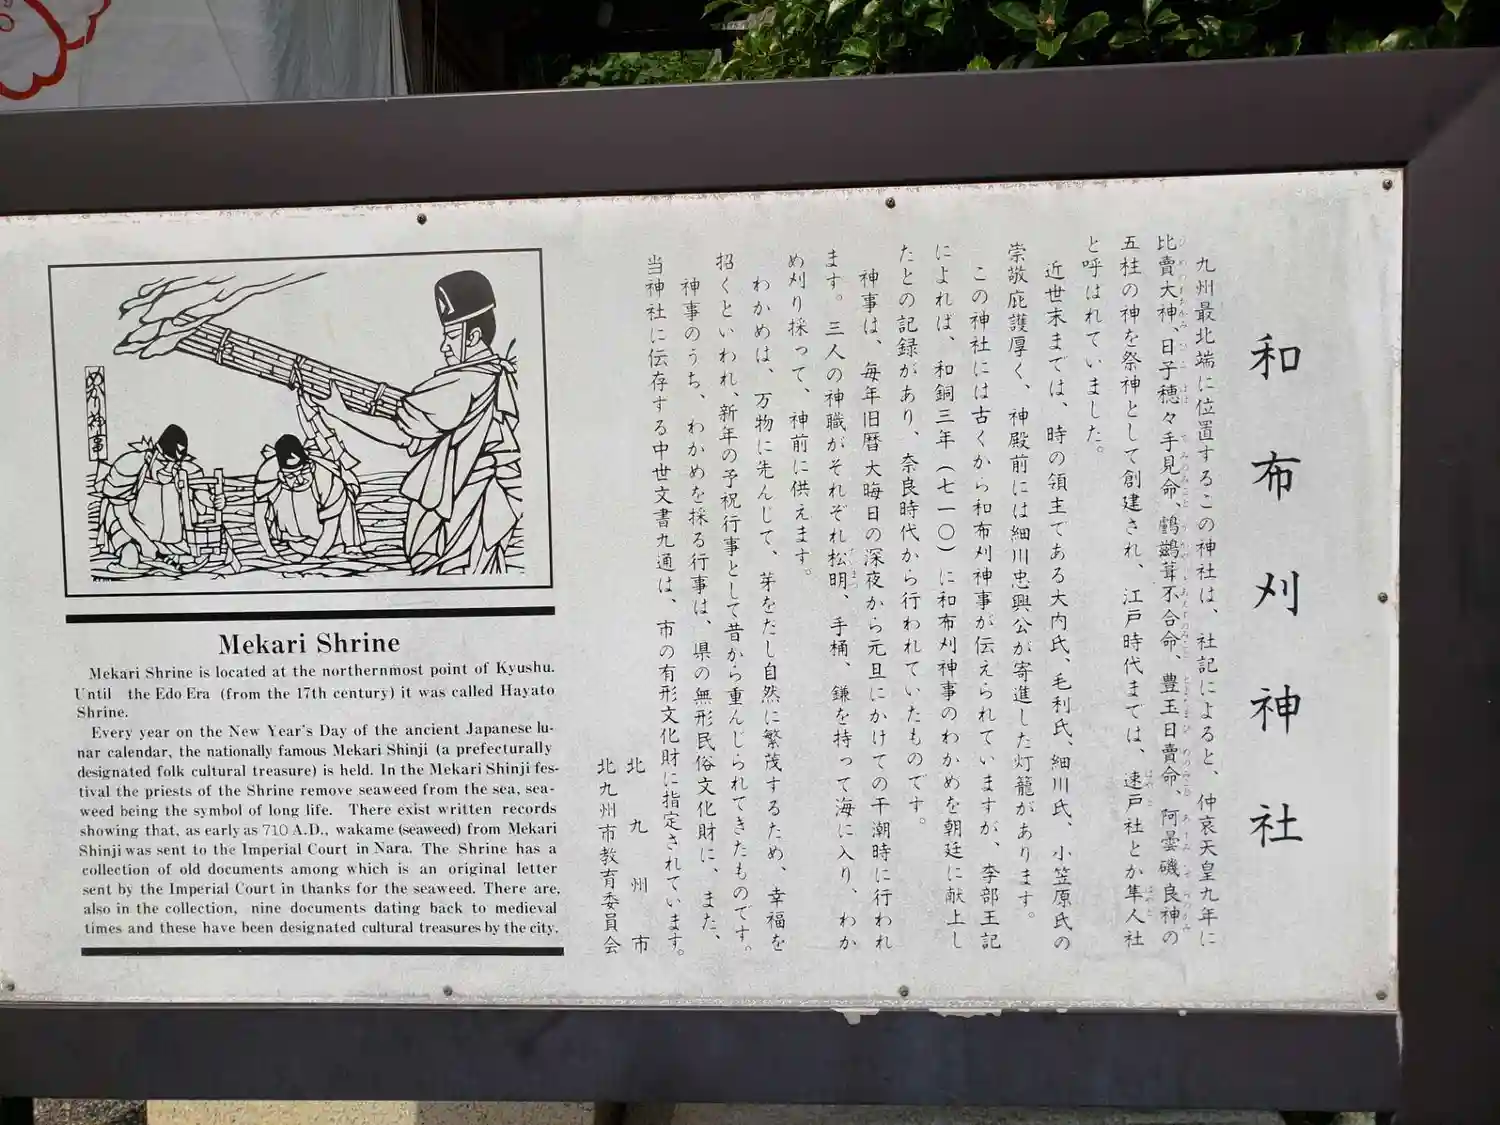 和布刈神社
九州最北端に位置するこの神社は、社記によると、仲哀天皇九年に
比賣大神、日子穂々手見命、鸕鷀葺不合命、豊玉日賣命、阿曇磯良神の
五柱の神を祭神として創建され、江戸時代までは、速戸社とか隼人社
と呼ばれていました。
近世末までは、時の領主である大内氏、毛利氏、細川氏、小笠原氏の
崇敬庇護厚く、神殿前には細川忠興公が寄進した灯籠があります。
この神社には古くから和布刈神事が伝えられていますが、李部王記
によれば、和銅三年(七一〇)に和布刈神事のわかめを朝廷に献上し
たとの記録があり、奈良時代から行われていたものです。
神事は、毎年旧暦大晦日の深夜から元旦にかけての干潮時に行われ
ます。三人の神職がそれぞれ松明、手桶、鎌を持って海に入り、わか
め刈り採って、神前に供えます。
わかめは、万物に先んじて、芽をだし自然に繁茂するため、幸福を
招くといわれ、新年の予祝行事として昔から重んじられてきたものです。
神事のうち、わかめを採る行事は、県の無形民俗文化財に、また、
当神社に伝存する中世文書九通は、市の有形文化財に指定されています。
北九州市
北九州市教育委員会
めかり神事
Mekari Shrine
Mekari Shrine is located at the northernmost point of Kyushu.
Until the Edo Era (from the 17th century) it was called Hayato
Shrine.
Every year on the New Year's Day of the ancient Japanese lu-
nar calendar, the nationally famous Mekari Shinji (a prefecturally
designated folk cultural treasure) is held. In the Mekari Shinji fes-
tival the priests of the Shrine remove seaweed from the sea, sea-
weed being the symbol of long life. There exist written records
showing that, as early as 710 A.D., wakame (seaweed) from Mekari
Shinji was sent to the Imperial Court in Nara. The Shrine has a
collection of old documents among which is an original letter
sent by the Imperial Court in thanks for the seaweed. There are,
also in the collection, nine documents dating back to medieval
times and these have been designated cultural treasures by the city.